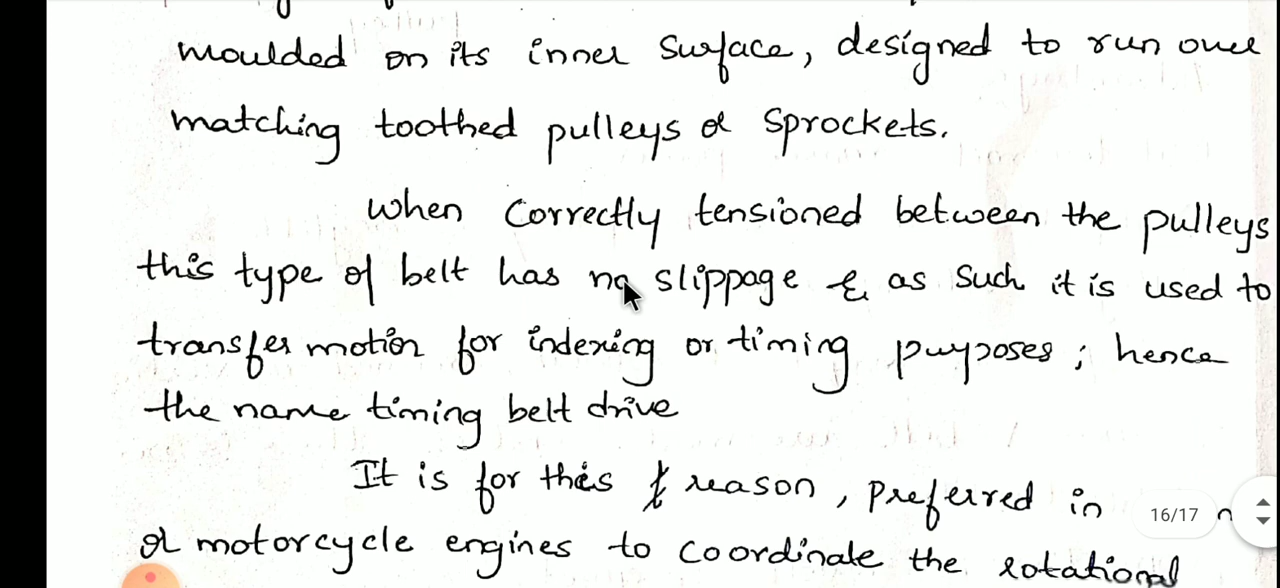 moulded on its inner surface, designed to run over
matching toothed pulleys or sprockets.
when correctly tensioned between the pulleys
this type of belt has no slippage & as such it is used to
transfer motion for indexing or timing purposes ; hence
the name timing belt drive
It is for this reason, preferred in
16/17
or motorcycle engines to coordinate the rotational